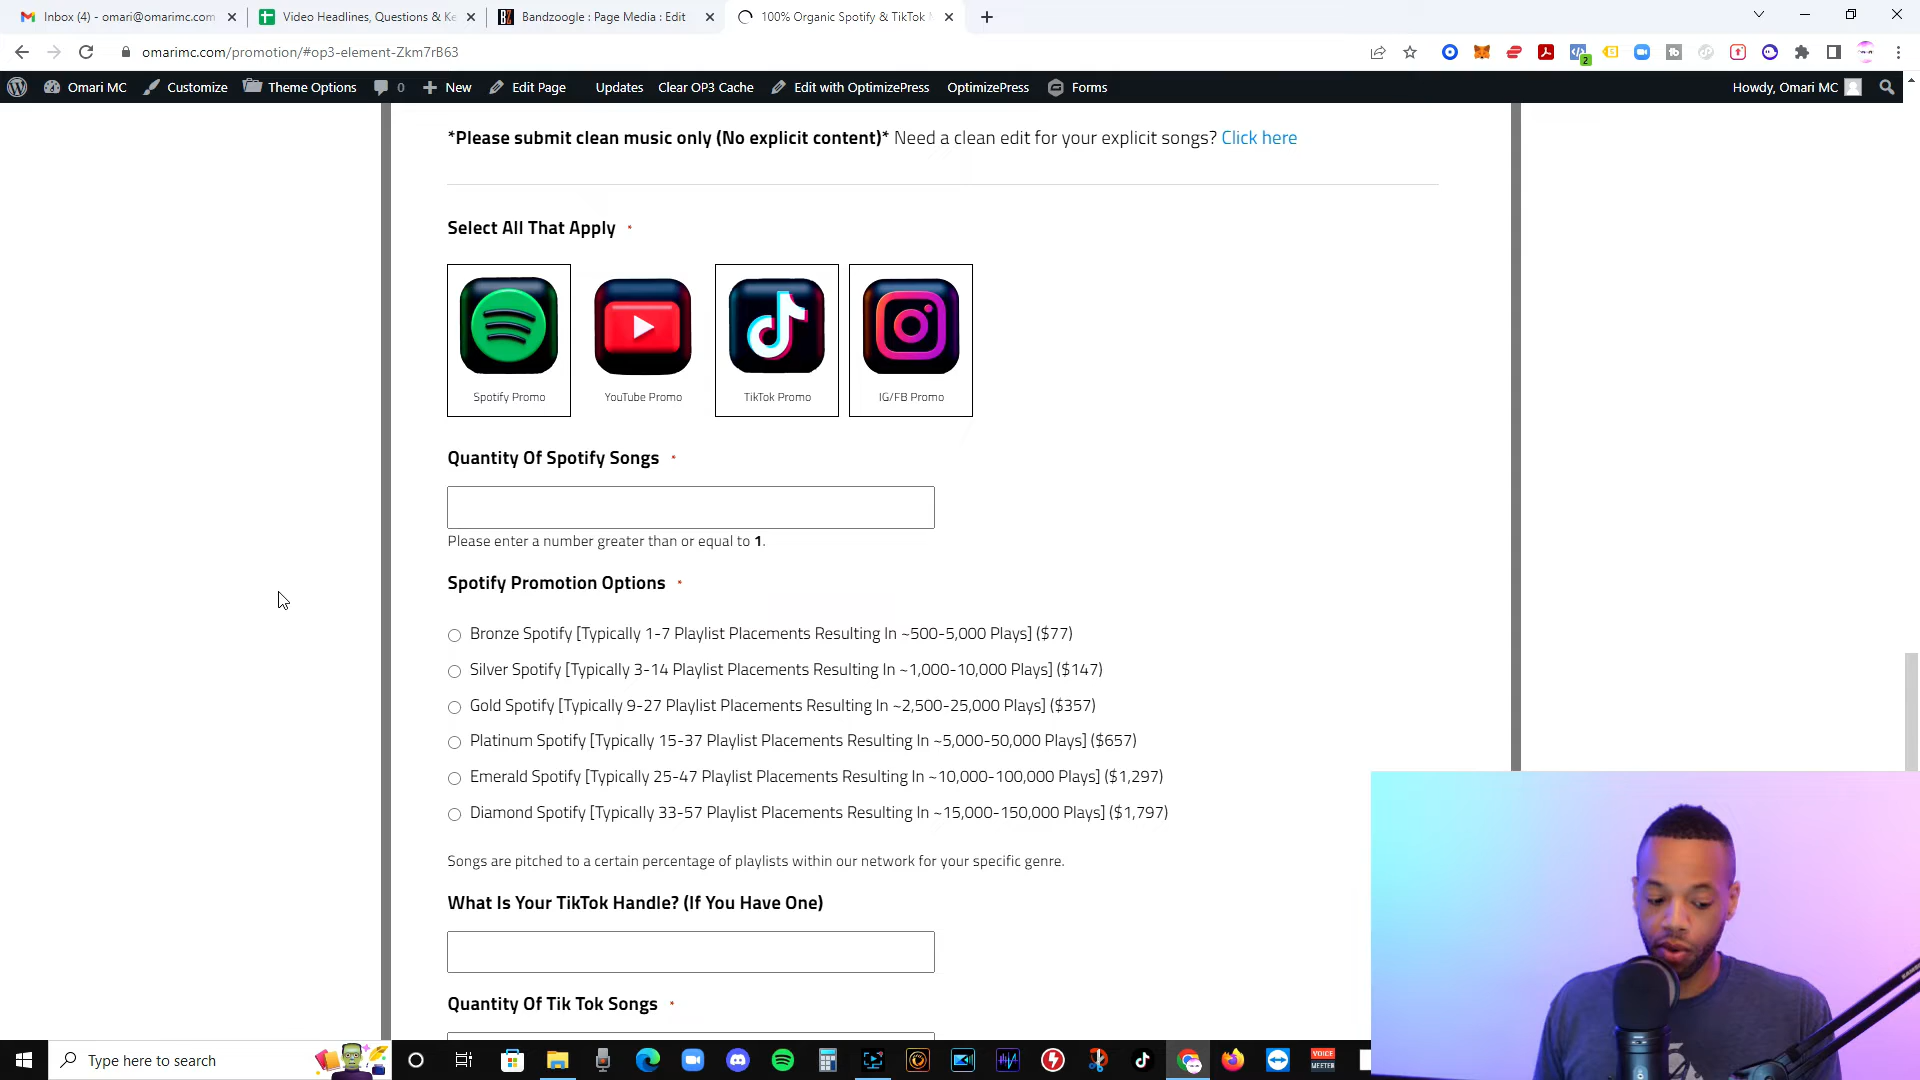 Inbox (4) - omari@omarimc.com
Video Headlines, Questions & Ke
Bandzoogle : Page Media : Edit
100% Organic Spotify & TikTok
omarimc.com/promotion/#op3-element-Zkm7rB63
2
Omari MC
Customize
Theme Options
0
New
Edit Page
Updates
Clear OP3 Cache
Edit with OptimizePress
OptimizePress
Forms
Howdy, Omari MC
*Please submit clean music only (No explicit content)* Need a clean edit for your explicit songs? Click here
Select All That Apply *
Spotify Promo
YouTube Promo
TikTok Promo
IG/FB Promo
Quantity Of Spotify Songs *
Please enter a number greater than or equal to 1.
Spotify Promotion Options *
Bronze Spotify [Typically 1-7 Playlist Placements Resulting In ~500-5,000 Plays] ($77)
Silver Spotify [Typically 3-14 Playlist Placements Resulting In ~1,000-10,000 Plays] ($147)
Gold Spotify [Typically 9-27 Playlist Placements Resulting In ~2,500-25,000 Plays] ($357)
Platinum Spotify [Typically 15-37 Playlist Placements Resulting In ~5,000-50,000 Plays] ($657)
Emerald Spotify [Typically 25-47 Playlist Placements Resulting In ~10,000-100,000 Plays] ($1,297)
Diamond Spotify [Typically 33-57 Playlist Placements Resulting In ~15,000-150,000 Plays] ($1,797)
Songs are pitched to a certain percentage of playlists within our network for your specific genre.
What Is Your TikTok Handle? (If You Have One)
Quantity Of Tik Tok Songs *
Type here to search
VOICE
MEETER